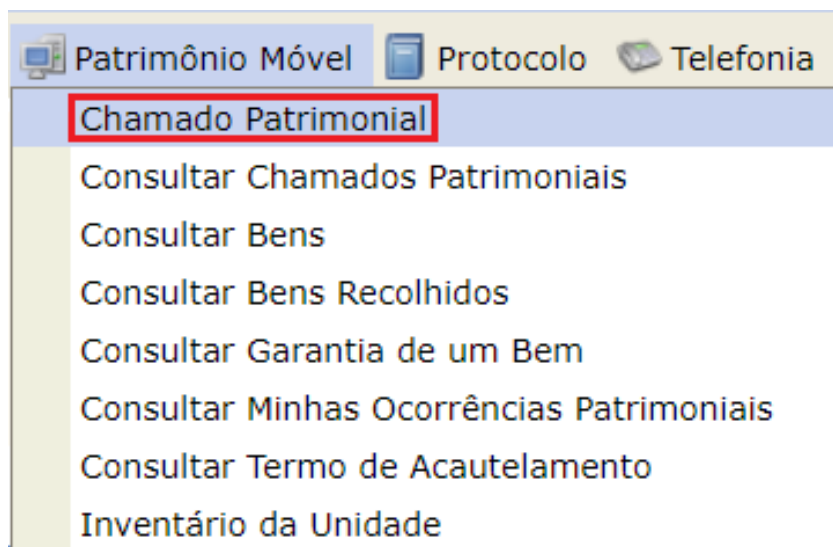 Patrimônio Móvel Protocolo Telefonia
Chamado Patrimonial
Consultar Chamados Patrimoniais
Consultar Bens
Consultar Bens Recolhidos
Consultar Garantia de um Bem
Consultar Minhas Ocorrências Patrimoniais
Consultar Termo de Acautelamento
Inventário da Unidade